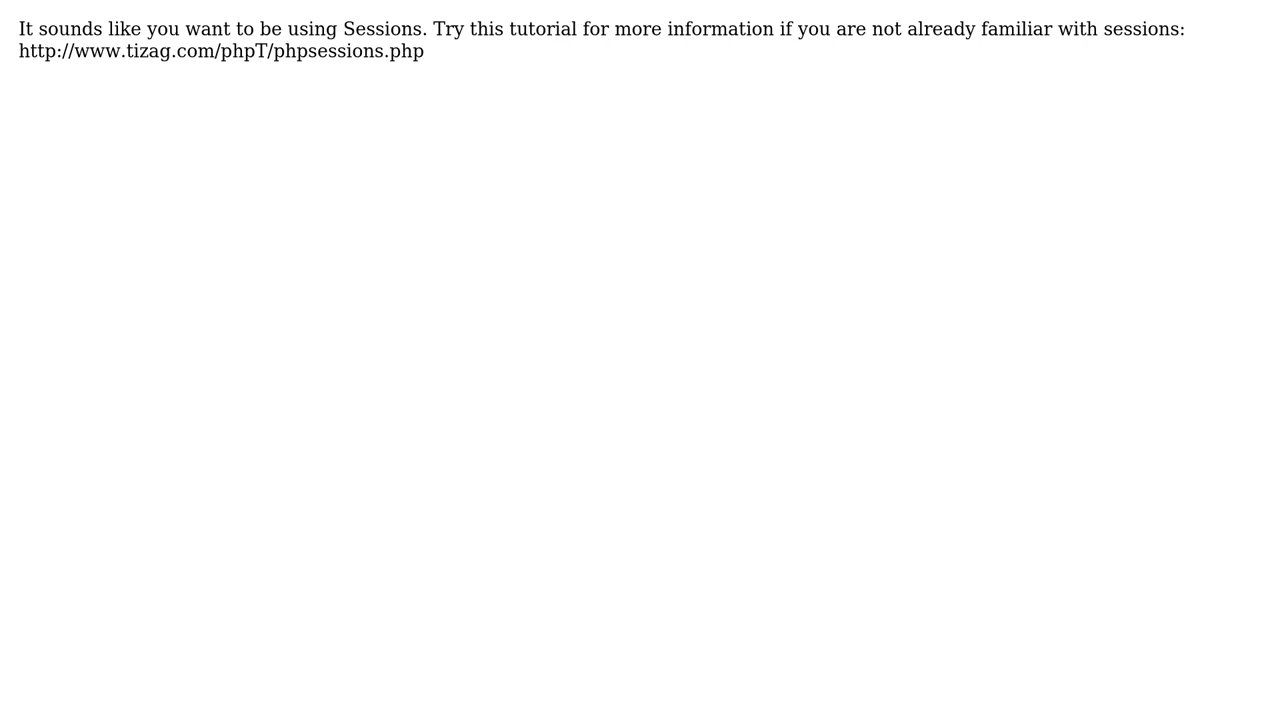 It sounds like you want to be using Sessions. Try this tutorial for more information if you are not already familiar with sessions:
http://www.tizag.com/phpT/phpsessions.php